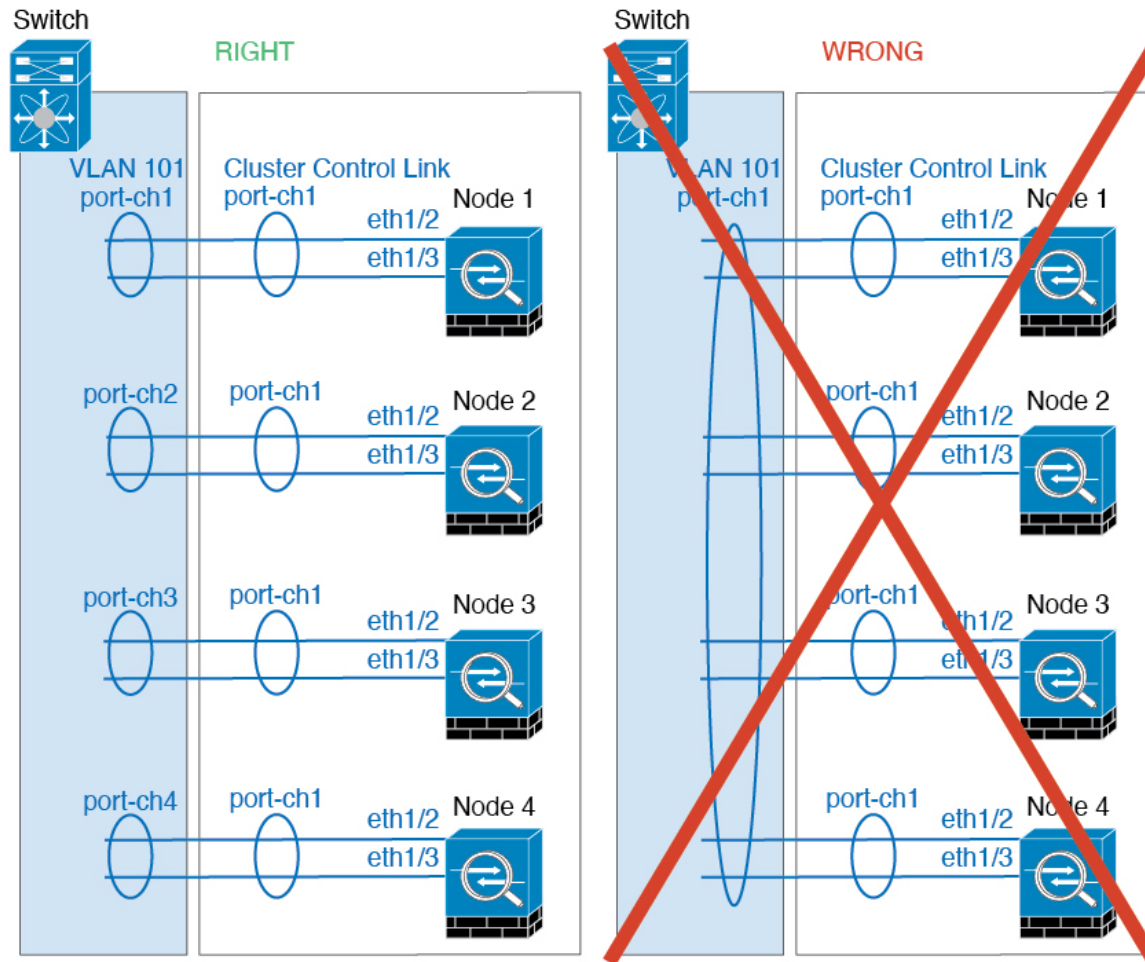 Switch
RIGHT
VLAN 101
port-ch1
Cluster Control Link
port-ch1
Node 1
eth1/2
eth1/3
port-ch2
port-ch1
Node 2
eth1/2
eth1/3
port-ch3
port-ch1
Node 3
eth1/2
eth1/3
port-ch4
port-ch1
Node 4
eth1/2
eth1/3
Switch
WRONG
VLAN 101
port-ch1
Cluster Control Link
port-ch1
Node 1
eth1/2
eth1/3
port-ch1
Node 2
eth1/2
eth1/3
port-ch1
Node 3
eth1/2
eth1/3
port-ch1
Node 4
eth1/2
eth1/3